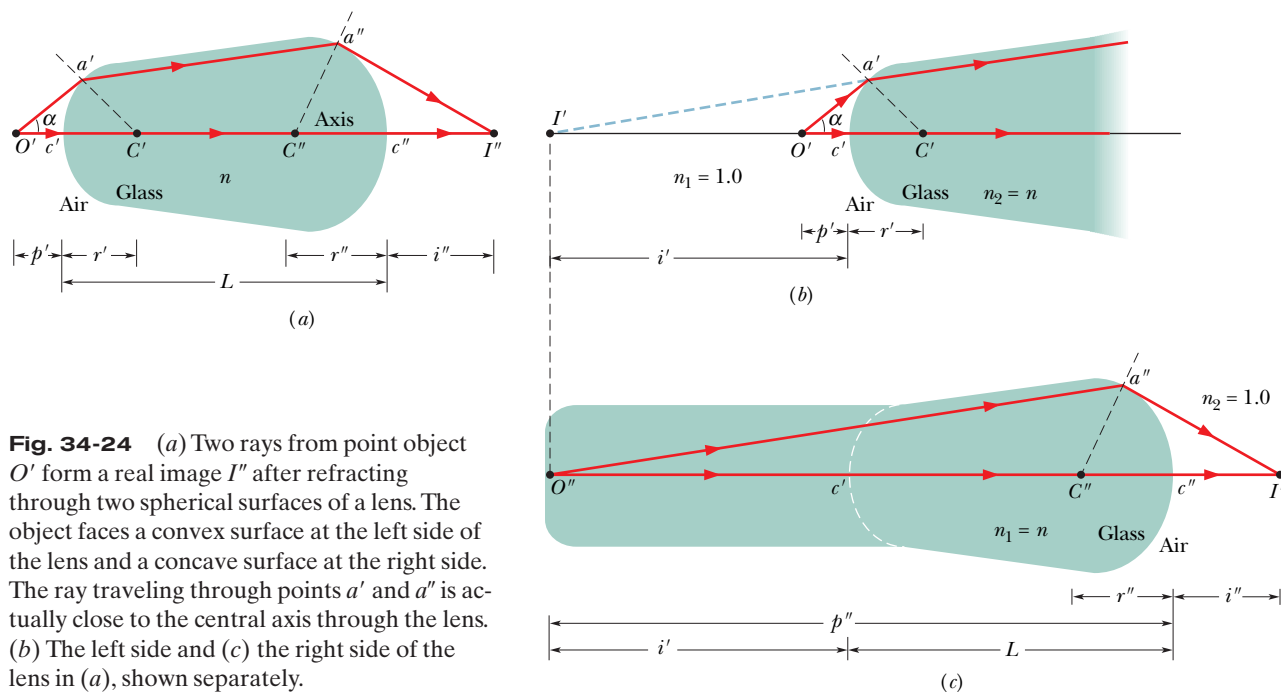 a′
a″
α
Axis
O′ c′ C′ C″ c″ I″
n
Glass
Air
p′ r′ r″ i″
L
(a)
a′
I′
α
O′ c′ C′
n₁ = 1.0
Glass n₂ = n
Air
p′ r′
i′
(b)
a″
n₂ = 1.0
O″ c′ C″ c″ I
n₁ = n Glass
Air
r″ i″
p″
i′ L
(c)
Fig. 34-24 (a) Two rays from point object
O′ form a real image I″ after refracting
through two spherical surfaces of a lens. The
object faces a convex surface at the left side of
the lens and a concave surface at the right side.
The ray traveling through points a′ and a″ is ac-
tually close to the central axis through the lens.
(b) The left side and (c) the right side of the
lens in (a), shown separately.